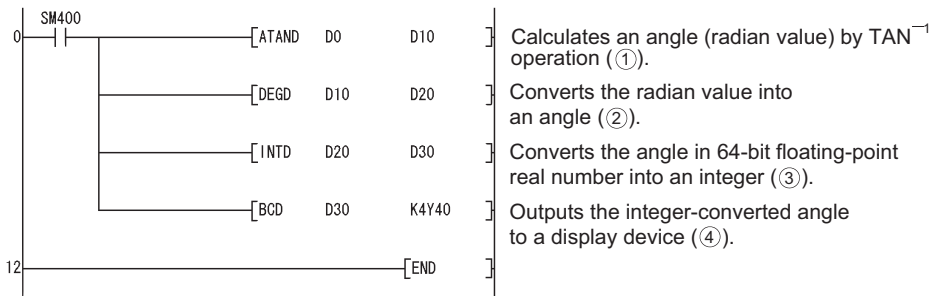 SM400
0 [ATAND D0 D10 ] Calculates an angle (radian value) by TAN⁻¹
operation (①).
[DEGD D10 D20 ] Converts the radian value into
an angle (②).
[INTD D20 D30 ] Converts the angle in 64-bit floating-point
real number into an integer (③).
[BCD D30 K4Y40 ] Outputs the integer-converted angle
to a display device (④).
12 [END ]